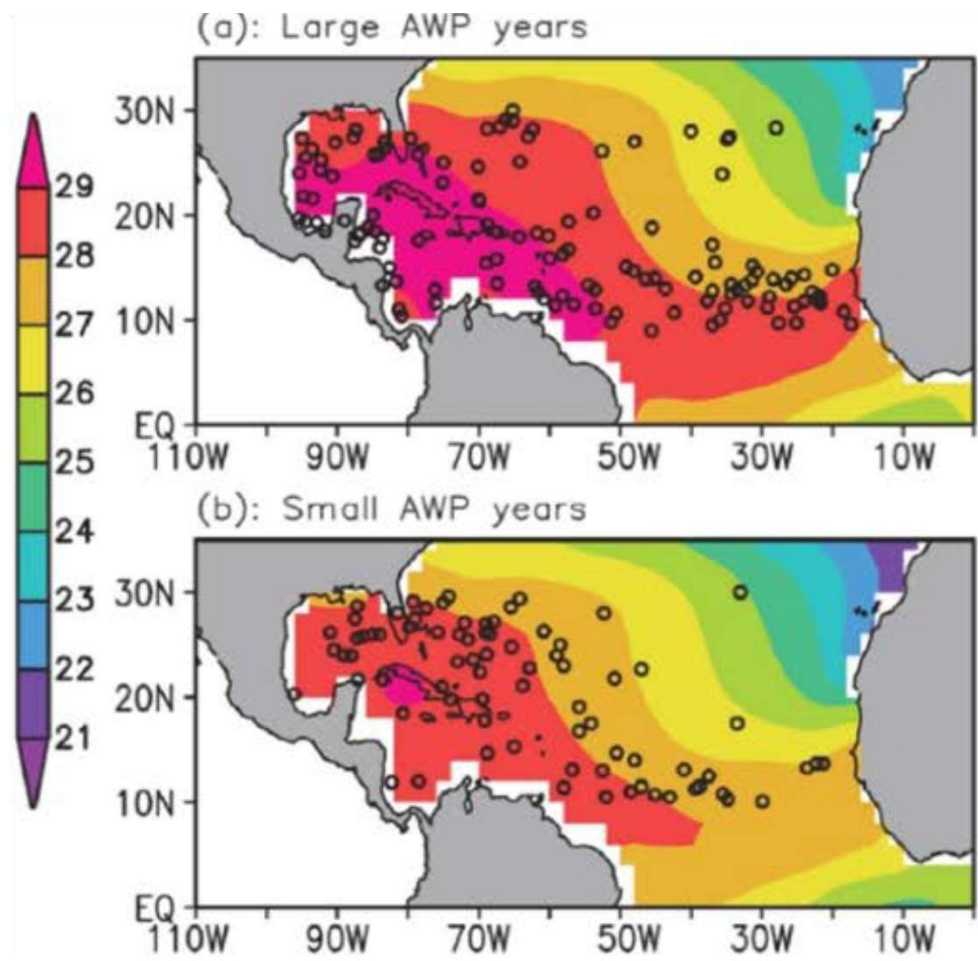 (a): Large AWP years
30N
20N
10N
EQ
110W 90W 70W 50W 30W 10W
29
28
27
26
25
24
23
22
21
(b): Small AWP years
30N
20N
10N
EQ
110W 90W 70W 50W 30W 10W